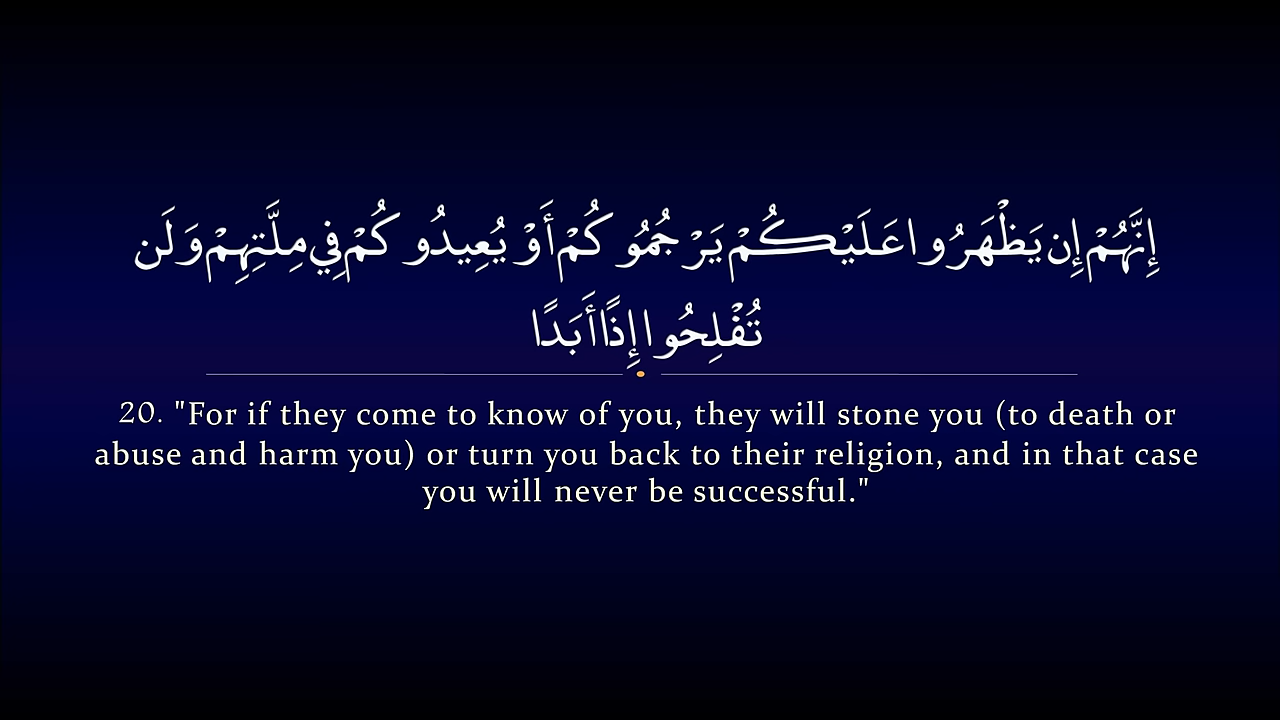 إِنَّهُمْ إِن يَظْهَرُوا عَلَيْكُمْ يَرْجُمُوكُمْ أَوْ يُعِيدُوكُمْ فِي مِلَّتِهِمْ وَلَن
تُفْلِحُوا إِذًا أَبَدًا
20. "For if they come to know of you, they will stone you (to death or
abuse and harm you) or turn you back to their religion, and in that case
you will never be successful."